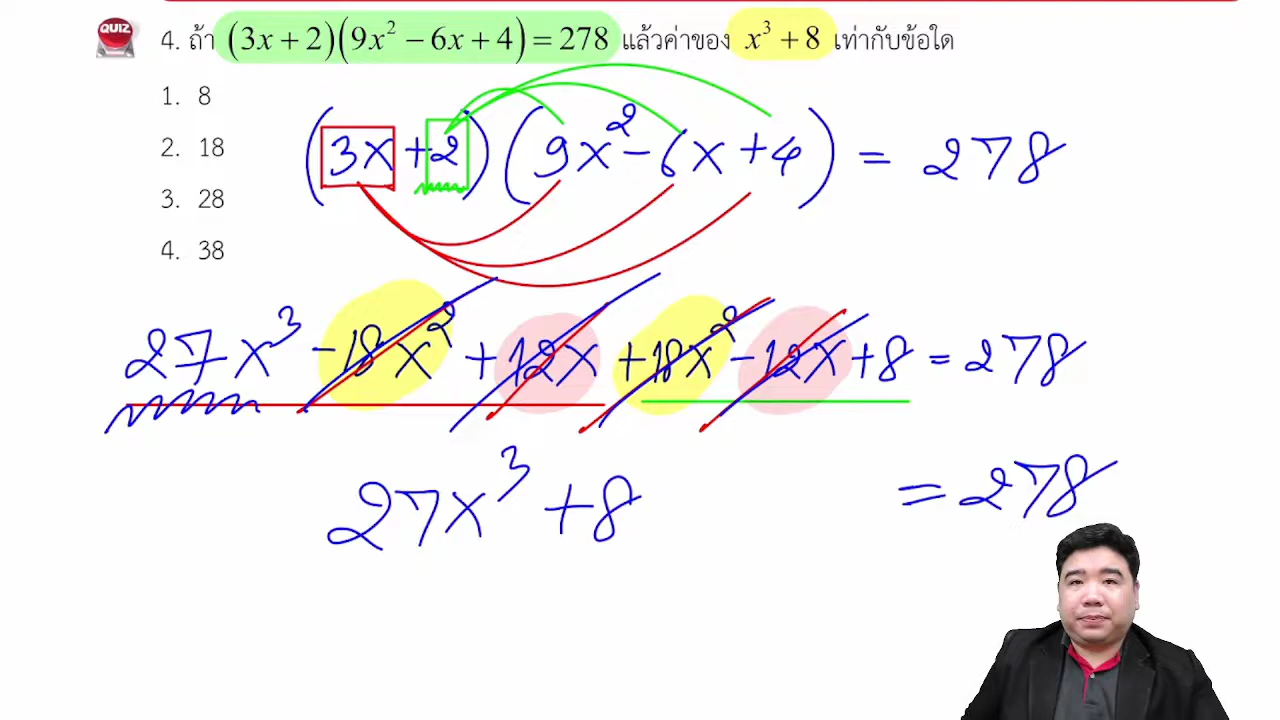 QUIZ
4. ถ้า (3x + 2)(9x² − 6x + 4) = 278 แล้วค่าของ x³ + 8 เท่ากับข้อใด
1. 8
2. 18
3. 28
4. 38
(3x + 2)(9x² − 6x + 4) = 278
27x³ − 18x² + 12x + 18x² − 12x + 8 = 278
27x³ + 8 = 278